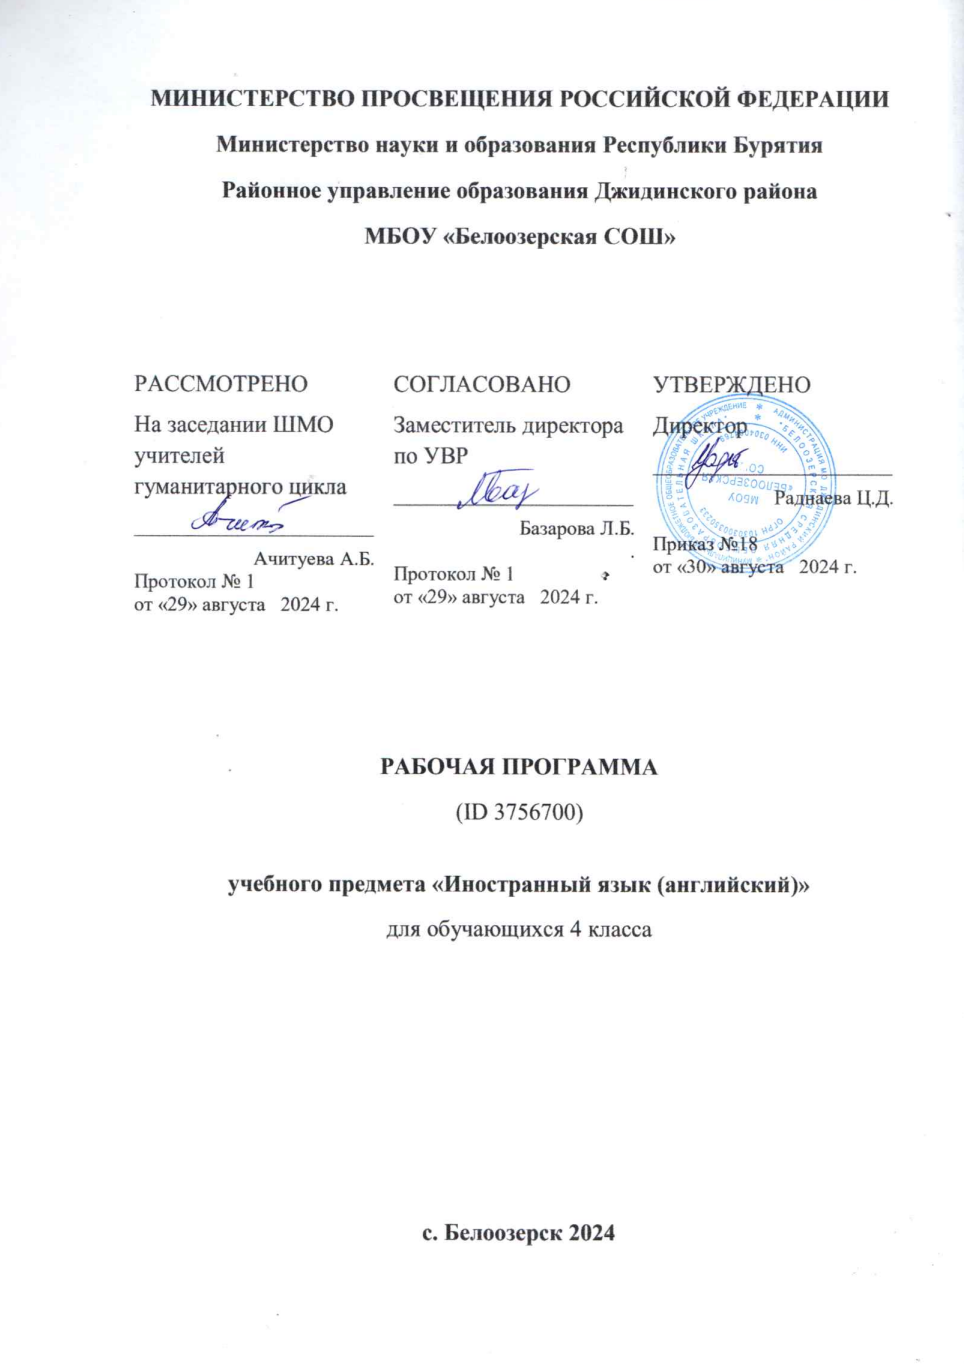 МИНИСТЕРСТВО ПРОСВЕЩЕНИЯ РОССИЙСКОЙ ФЕДЕРАЦИИ
Министерство науки и образования Республики Бурятия
Районное управление образования Джидинского района
МБОУ «Белоозерская СОШ»
РАССМОТРЕНО
На заседании ШМО
учителей
гуманитарного цикла
Ачитуева А.Б.
Протокол № 1
от «29» августа 2024 г.
СОГЛАСОВАНО
Заместитель директора
по УВР
Базарова Л.Б.
Протокол № 1
от «29» августа 2024 г.
УТВЕРЖДЕНО
Директор
Раднаева Ц.Д.
Приказ №18
от «30» августа 2024 г.
МБОУ
«БЕЛООЗЕРСКАЯ
РАБОЧАЯ ПРОГРАММА
(ID 3756700)
учебного предмета «Иностранный язык (английский)»
для обучающихся 4 класса
с. Белоозерск 2024